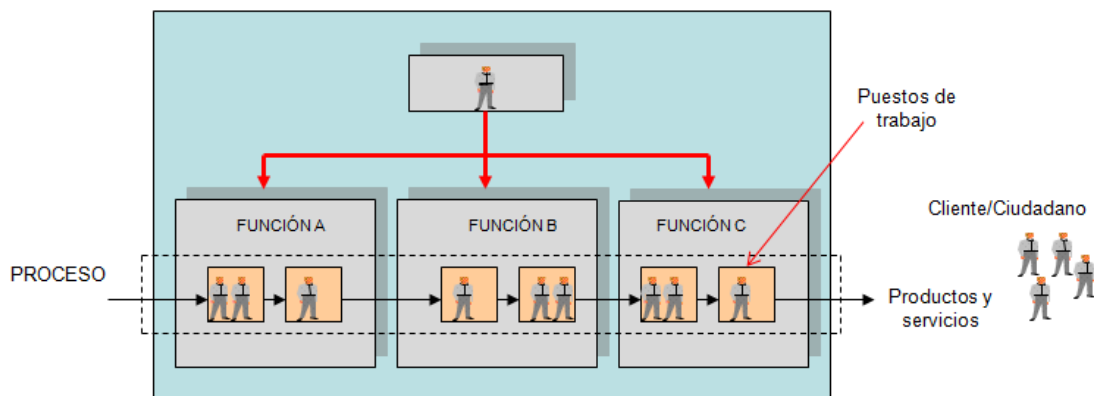 Puestos de
trabajo
FUNCIÓN A
FUNCIÓN B
FUNCIÓN C
Cliente/Ciudadano
PROCESO
Productos y
servicios